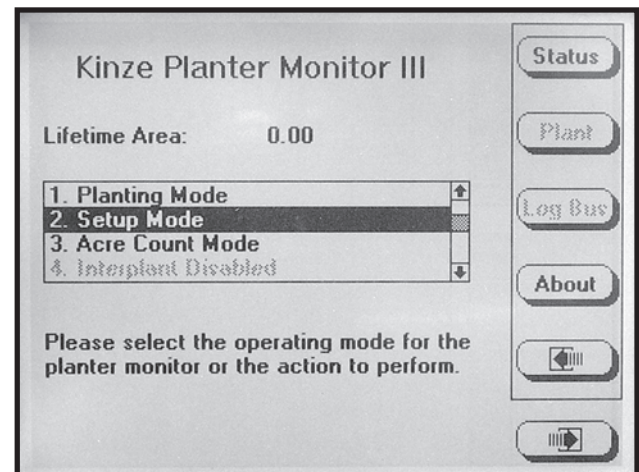 Kinze Planter Monitor III
Lifetime Area: 0.00
1. Planting Mode
2. Setup Mode
3. Acre Count Mode
4. Interplant Disabled
Please select the operating mode for the
planter monitor or the action to perform.
Status
Plant
Log Bus
About